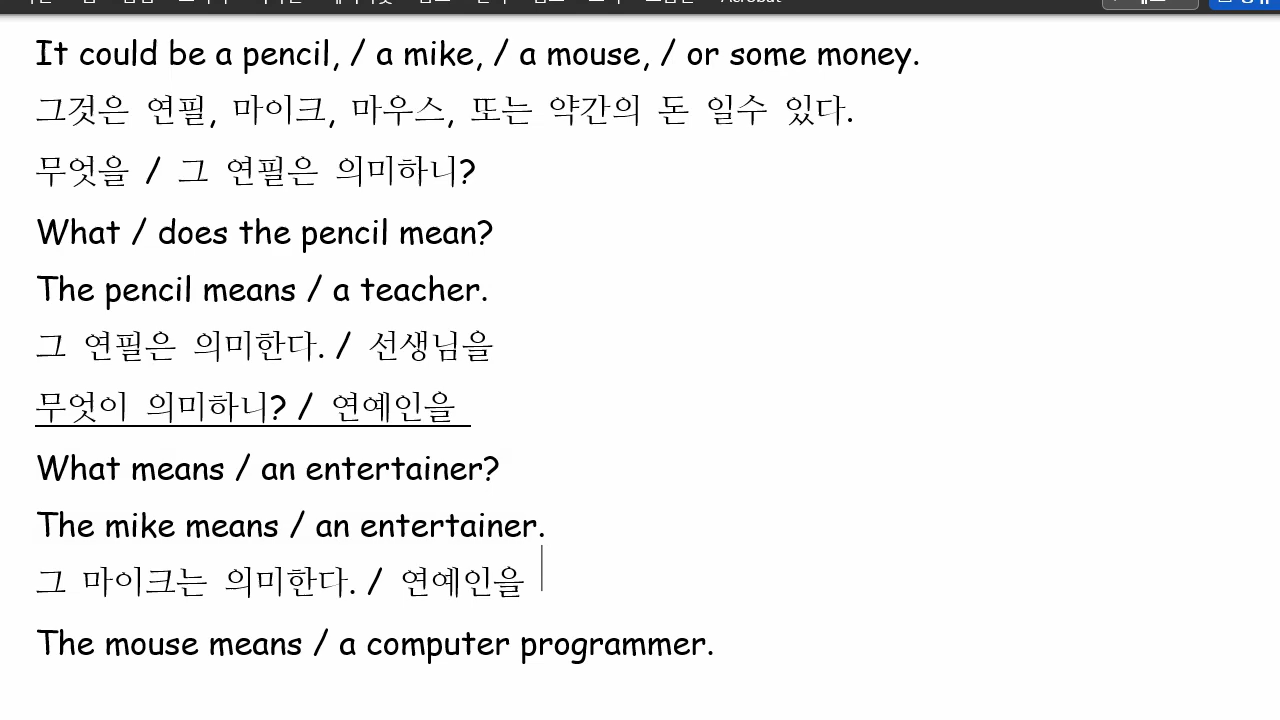 Acrobat
It could be a pencil, / a mike, / a mouse, / or some money.
그것은 연필, 마이크, 마우스, 또는 약간의 돈 일수 있다.
무엇을 / 그 연필은 의미하니?
What / does the pencil mean?
The pencil means / a teacher.
그 연필은 의미한다. / 선생님을
무엇이 의미하니? / 연예인을
What means / an entertainer?
The mike means / an entertainer.
그 마이크는 의미한다. / 연예인을
The mouse means / a computer programmer.